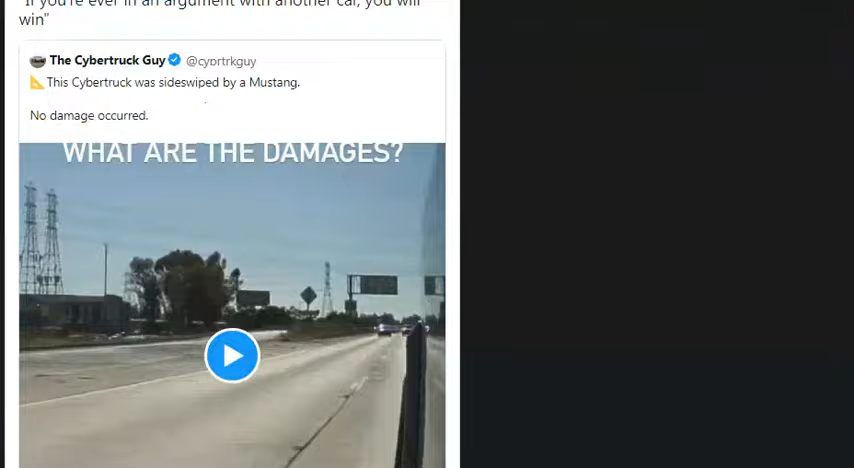 "If you're ever in an argument with another car, you will
win"
The Cybertruck Guy @cybrtrkguy
This Cybertruck was sideswiped by a Mustang.
No damage occurred.
WHAT ARE THE DAMAGES?